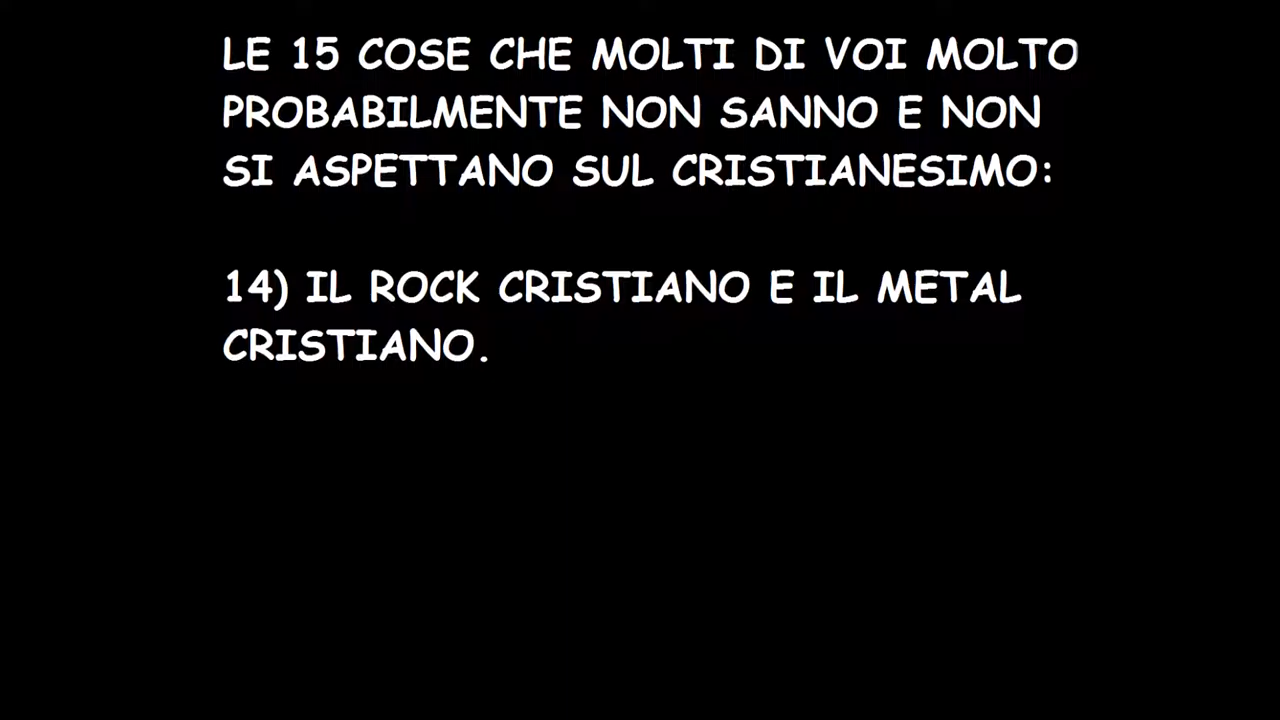 LE 15 COSE CHE MOLTI DI VOI MOLTO
PROBABILMENTE NON SANNO E NON
SI ASPETTANO SUL CRISTIANESIMO:
14) IL ROCK CRISTIANO E IL METAL
CRISTIANO.